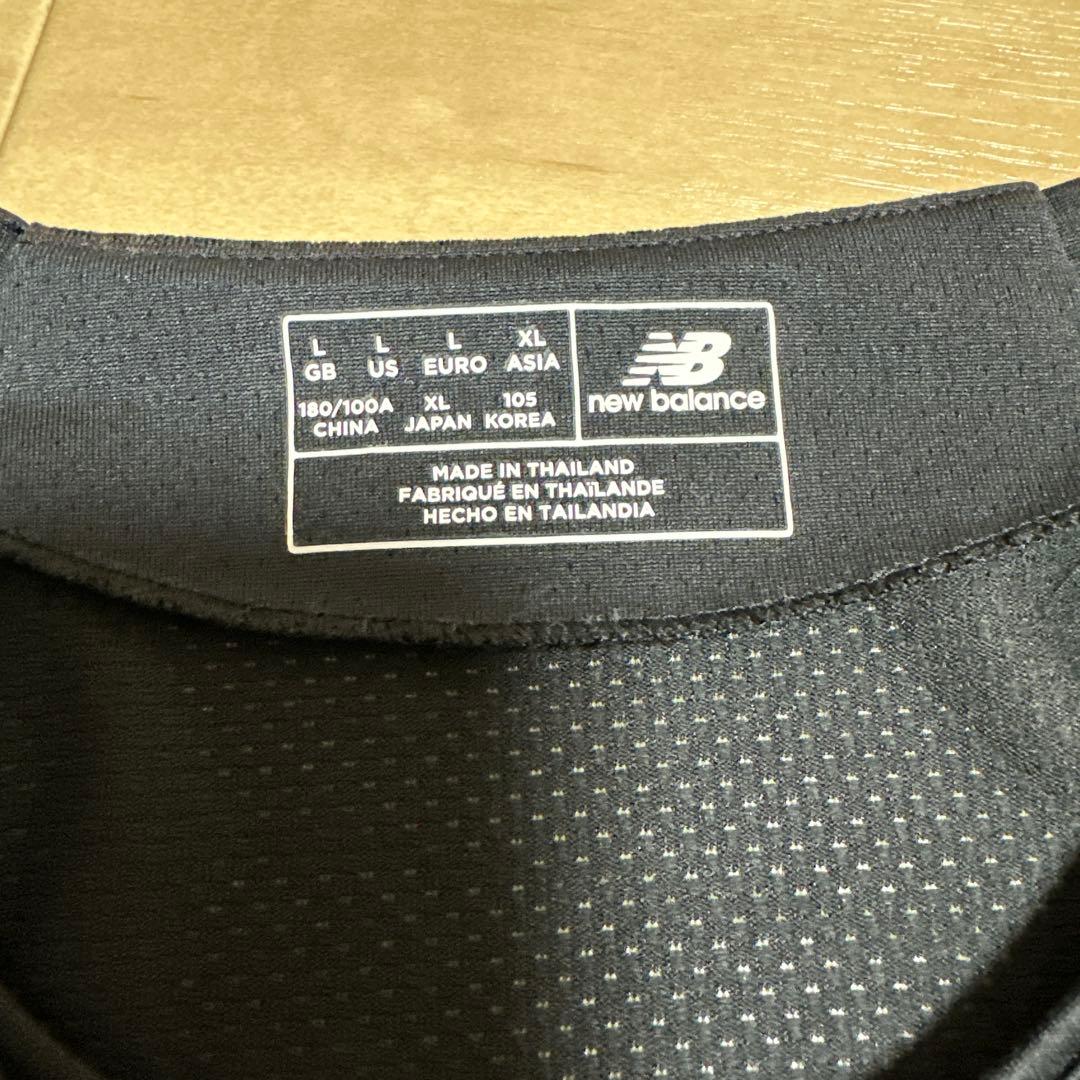 L L L XL
GB US EURO ASIA
180/100A XL 105
CHINA JAPAN KOREA
NB
new balance
MADE IN THAILAND
FABRIQUÉ EN THAÏLANDE
HECHO EN TAILANDIA